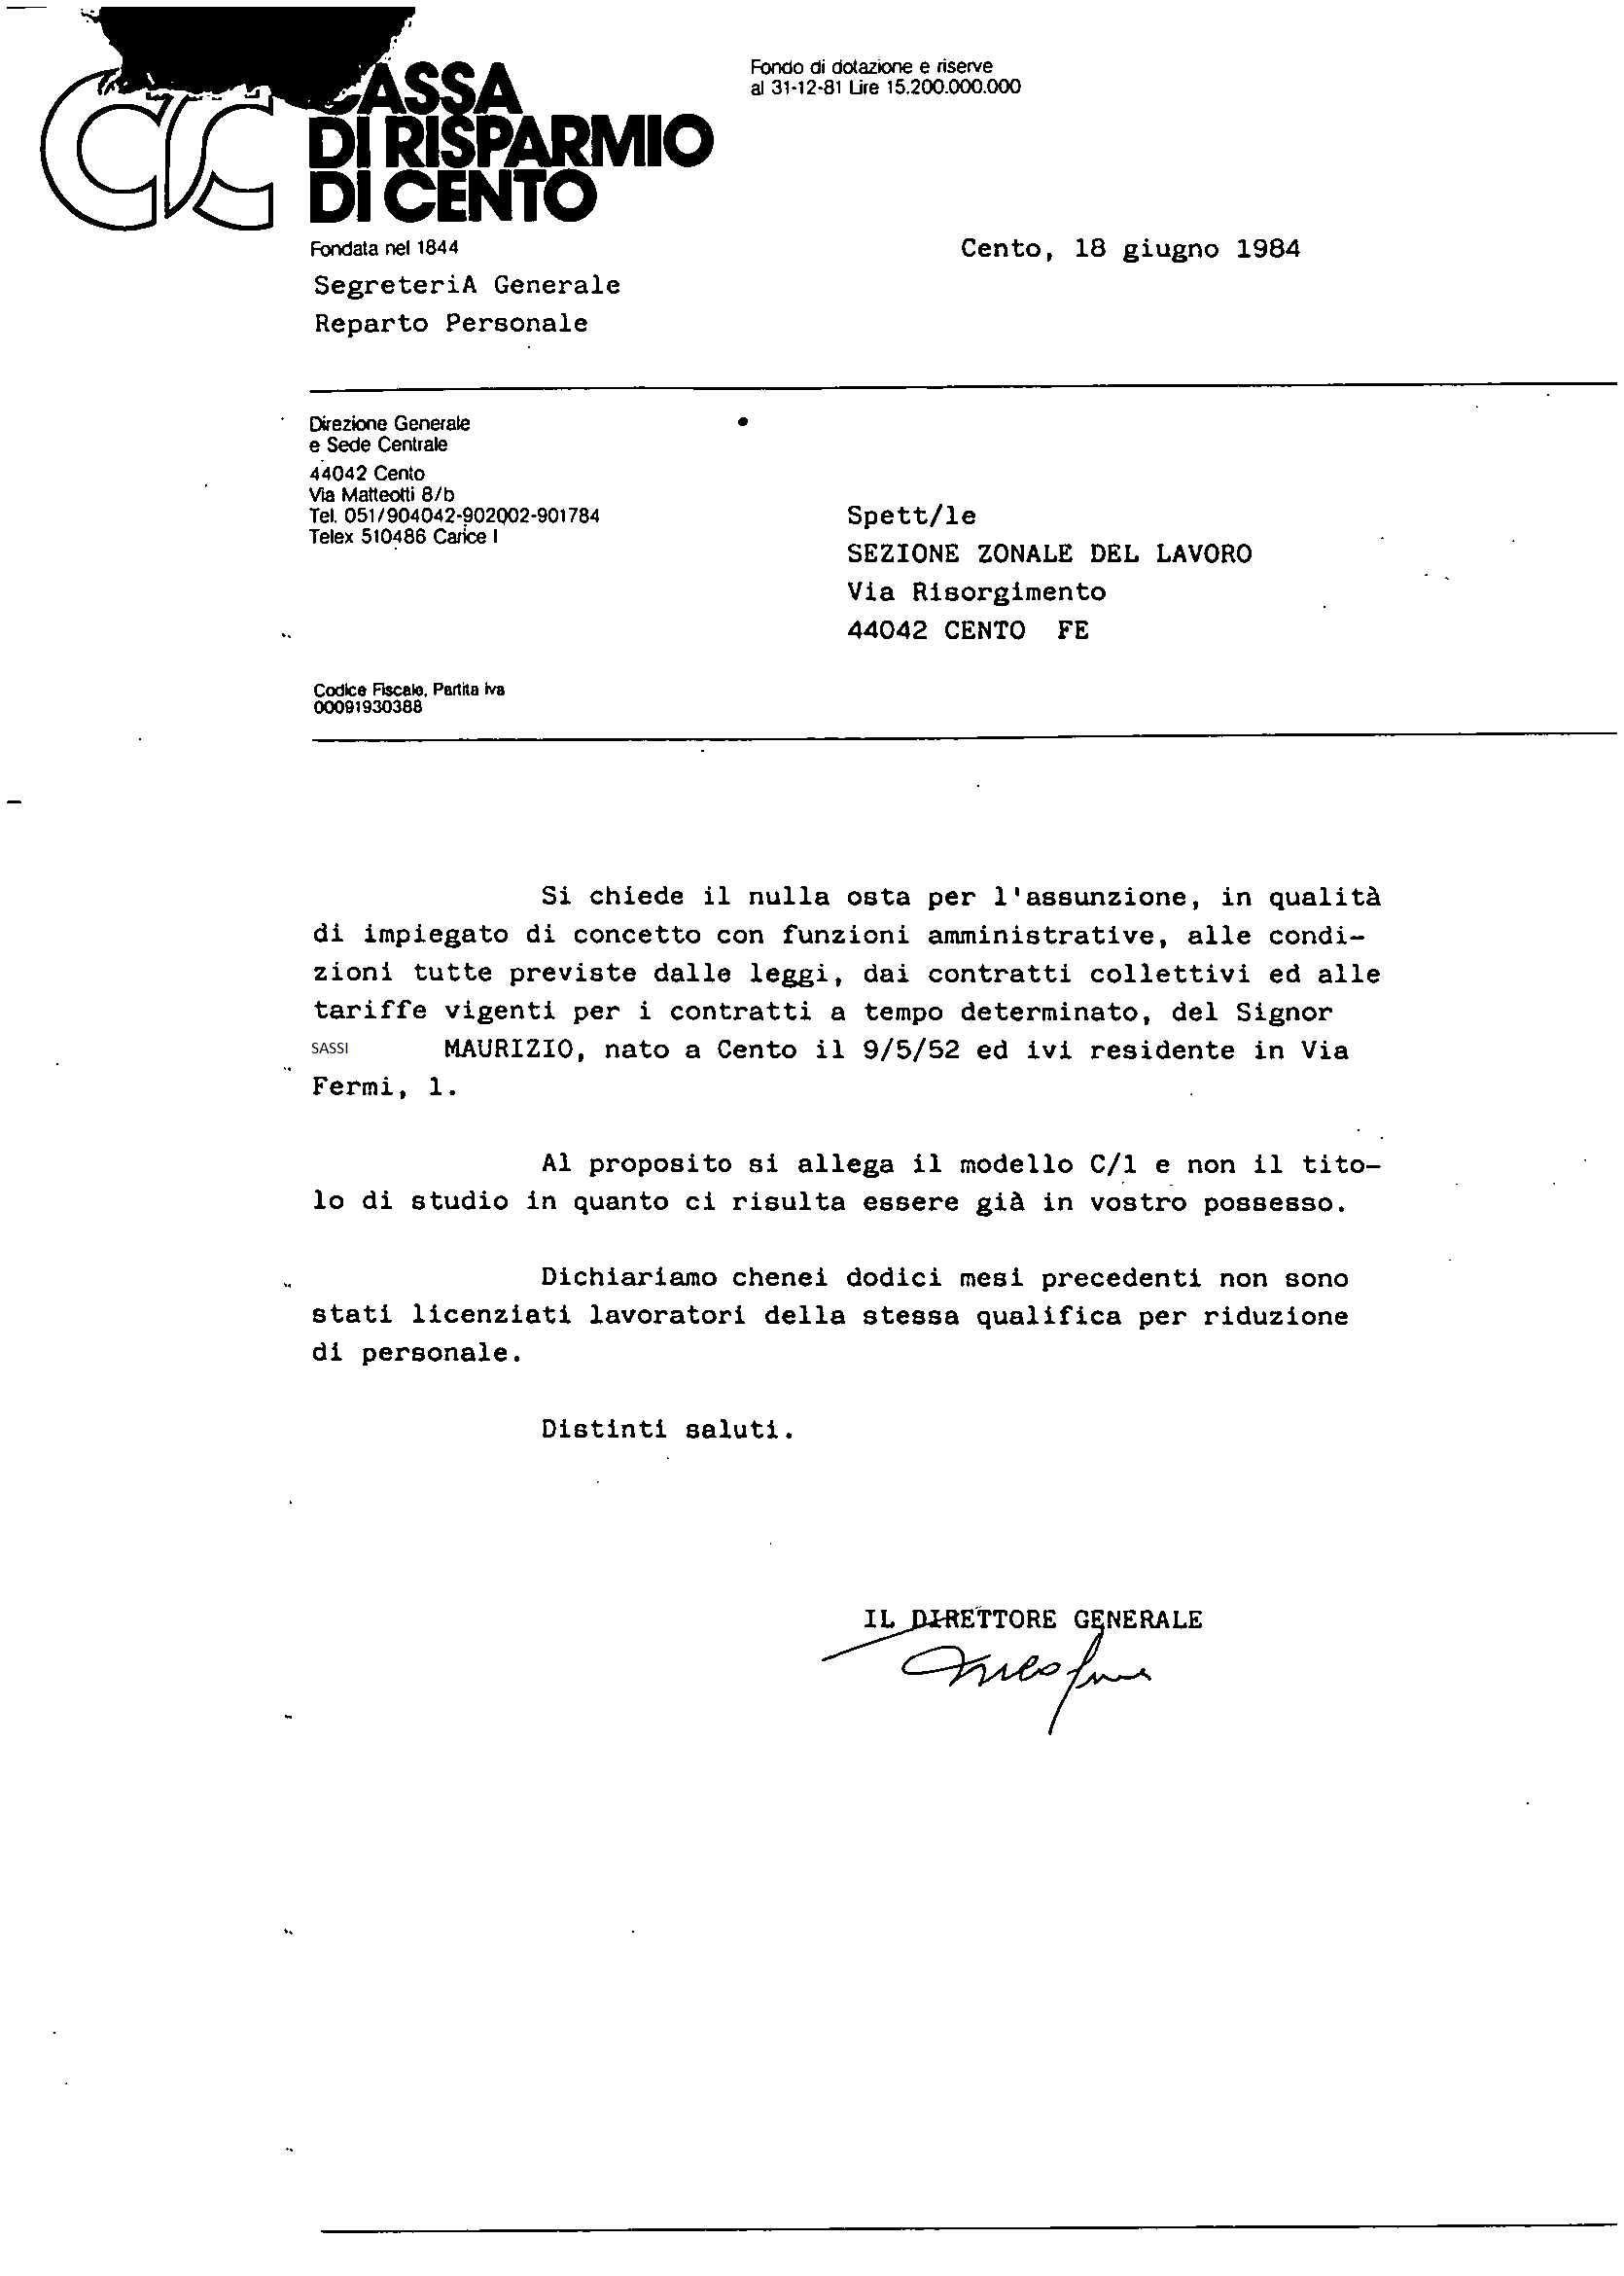 CASSA
DI RISPARMIO
DI CENTO
Fondata nel 1844
Fondo di dotazione e riserve
al 31-12-81 Lire 15.200.000.000
Cento, 18 giugno 1984
SegreteriA Generale
Reparto Personale
Direzione Generale
e Sede Centrale
44042 Cento
Via Matteotti 8/b
Tel. 051/904042-902002-901784
Telex 510486 Carice I
Spett/le
SEZIONE ZONALE DEL LAVORO
Via Risorgimento
44042 CENTO FE
Codice Fiscale, Partita Iva
00091930388
Si chiede il nulla osta per l'assunzione, in qualità
di impiegato di concetto con funzioni amministrative, alle condi-
zioni tutte previste dalle leggi, dai contratti collettivi ed alle
tariffe vigenti per i contratti a tempo determinato, del Signor
SASSI MAURIZIO, nato a Cento il 9/5/52 ed ivi residente in Via
Fermi, 1.
Al proposito si allega il modello C/1 e non il tito-
lo di studio in quanto ci risulta essere già in vostro possesso.
Dichiariamo chenei dodici mesi precedenti non sono
stati licenziati lavoratori della stessa qualifica per riduzione
di personale.
Distinti saluti.
IL DIRETTORE GENERALE